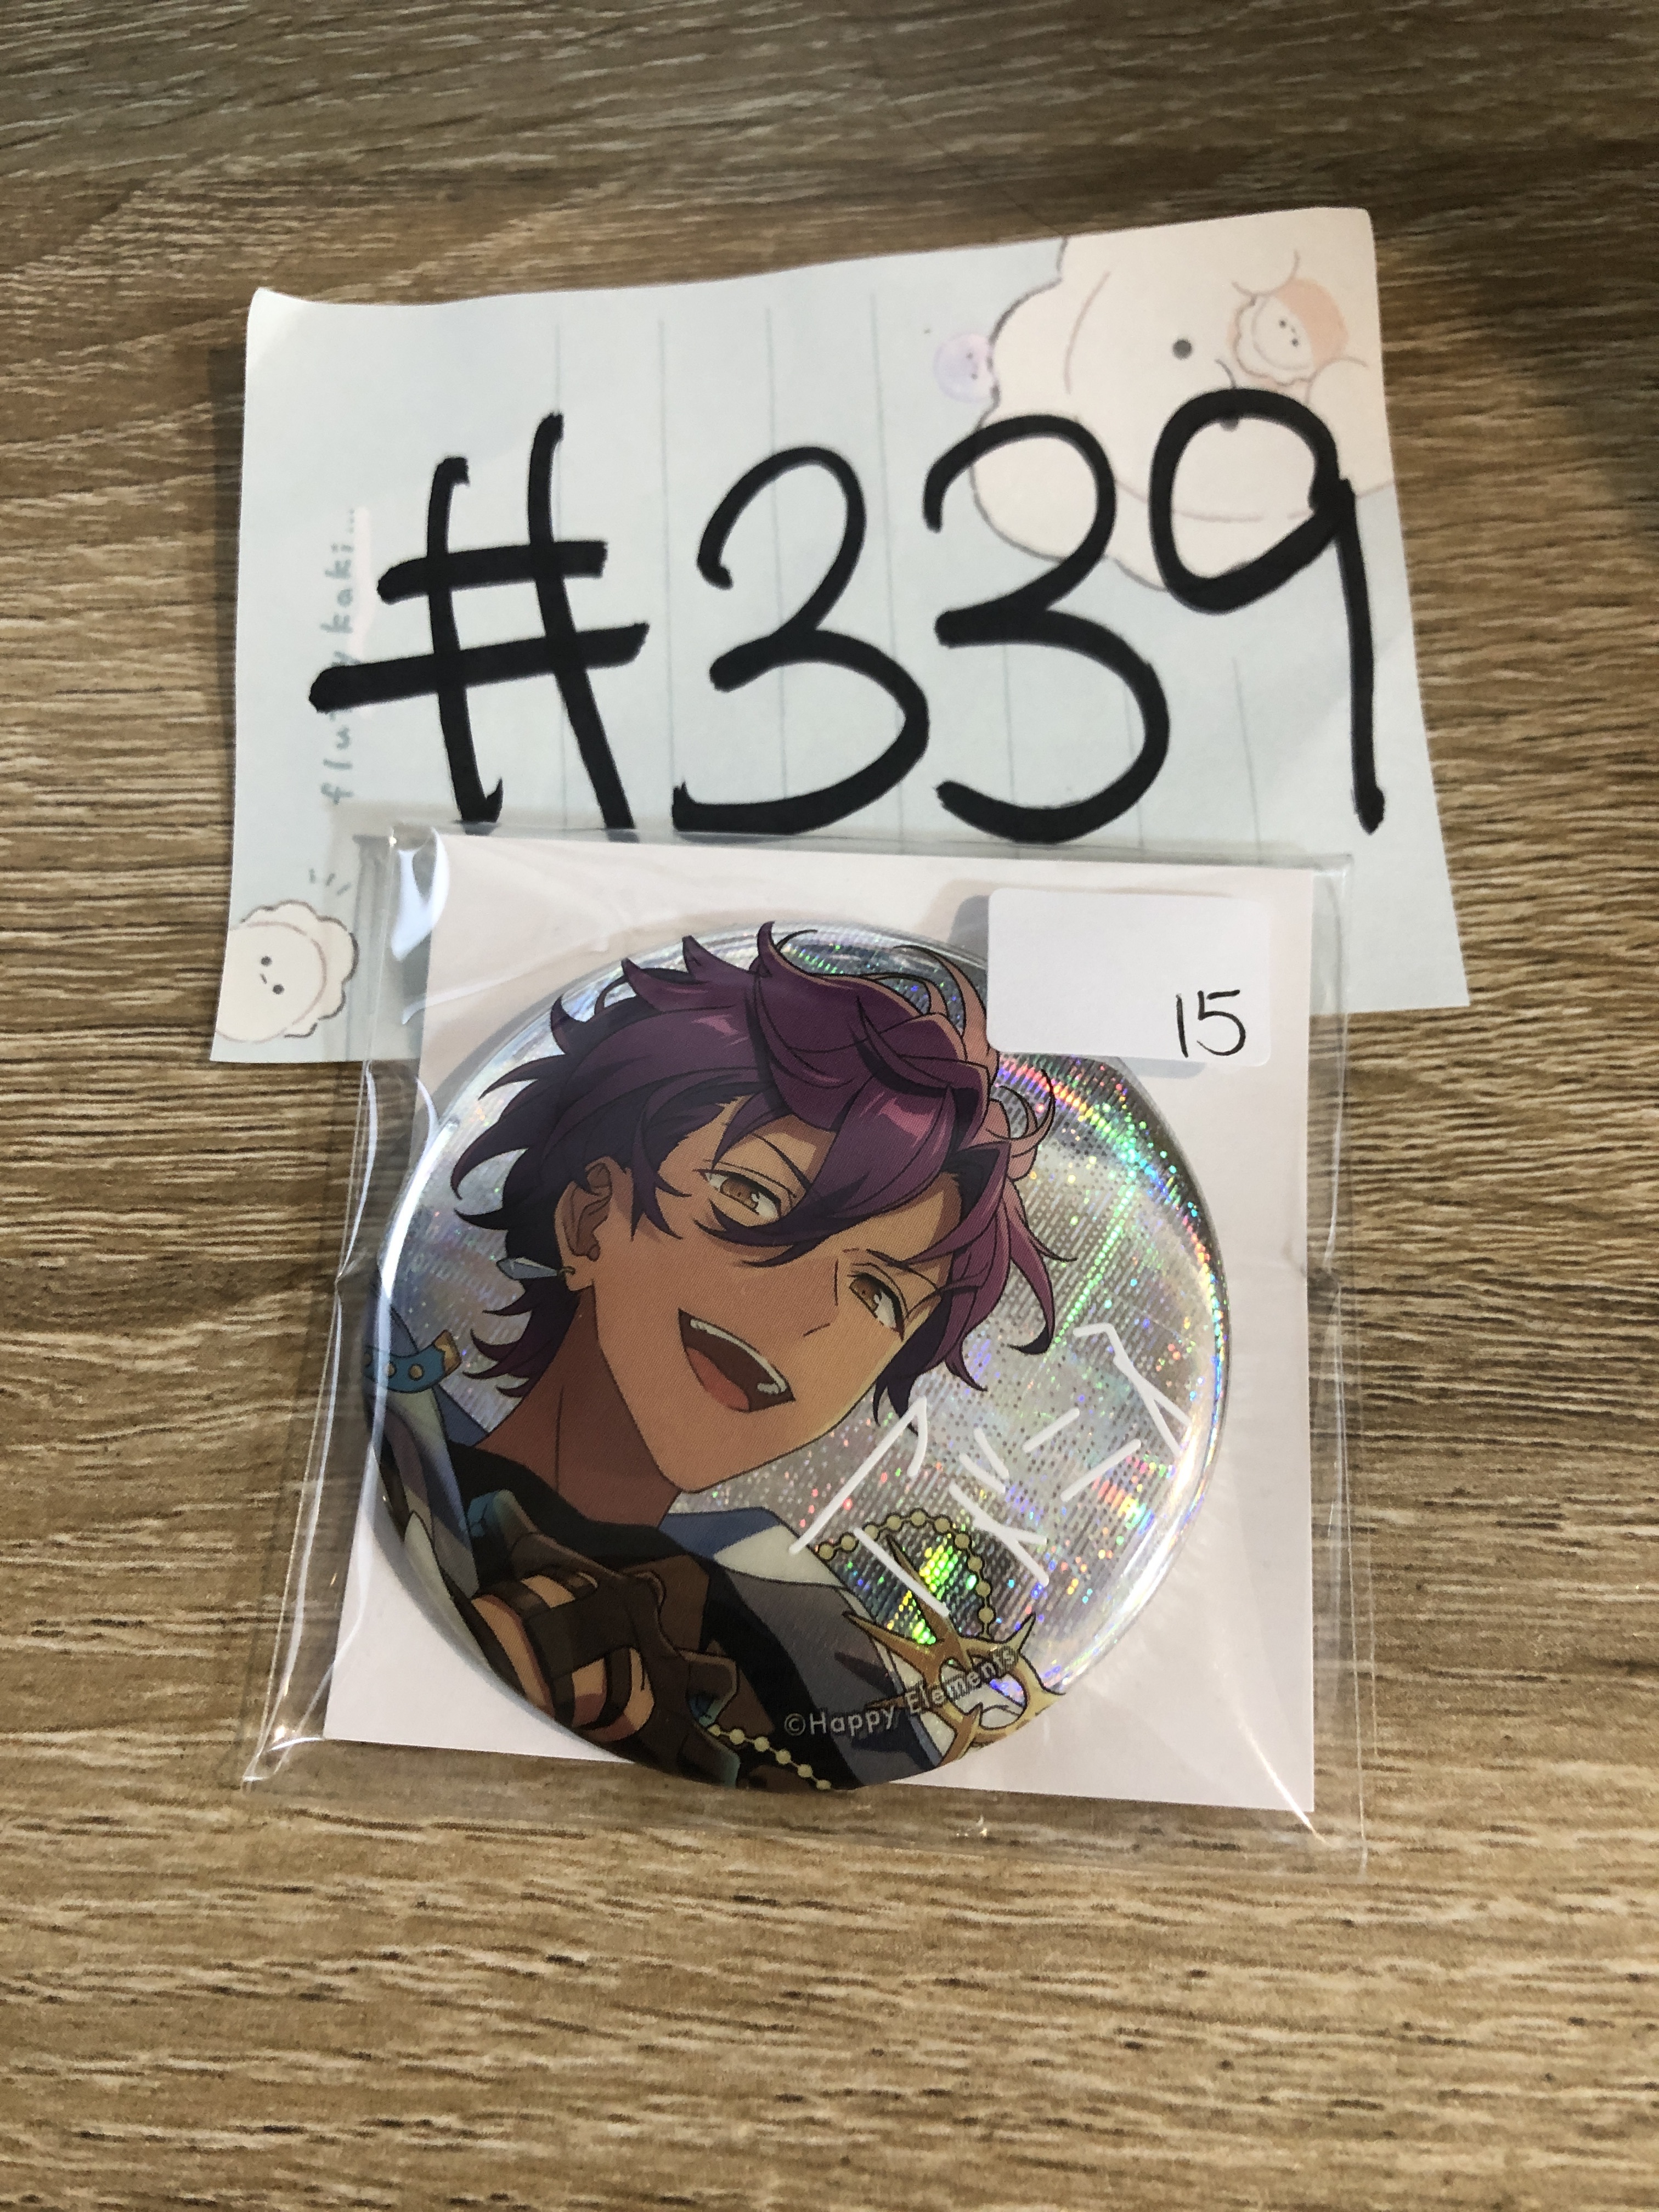 #339
fluffy kaki...
15
アドニス
©Happy Elements